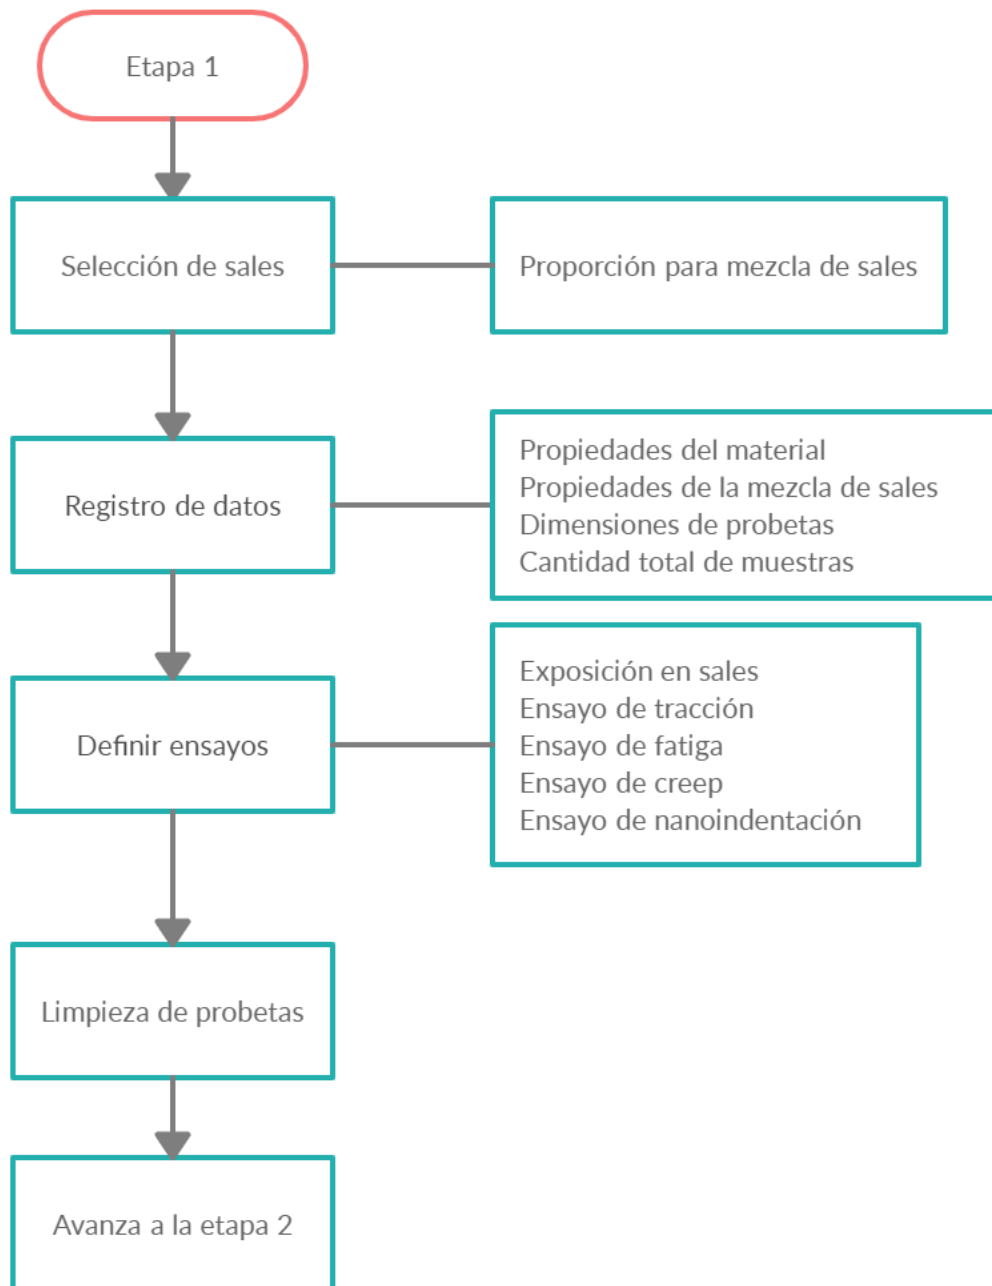 Etapa 1
Selección de sales
Proporción para mezcla de sales
Registro de datos
Propiedades del material
Propiedades de la mezcla de sales
Dimensiones de probetas
Cantidad total de muestras
Definir ensayos
Exposición en sales
Ensayo de tracción
Ensayo de fatiga
Ensayo de creep
Ensayo de nanoindentación
Limpieza de probetas
Avanza a la etapa 2